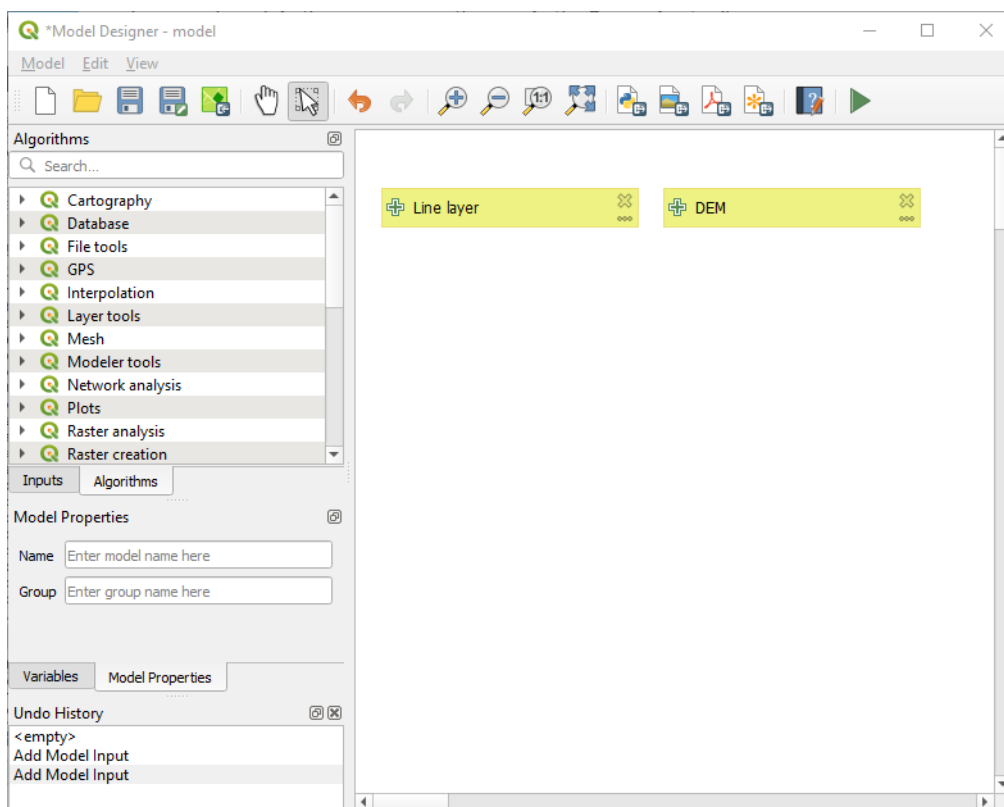 *Model Designer - model
Model Edit View
1:1
Algorithms
Search...
Cartography
Database
File tools
GPS
Interpolation
Layer tools
Mesh
Modeler tools
Network analysis
Plots
Raster analysis
Raster creation
Inputs Algorithms
Model Properties
Name Enter model name here
Group Enter group name here
Variables Model Properties
Undo History
<empty>
Add Model Input
Add Model Input
Line layer
DEM